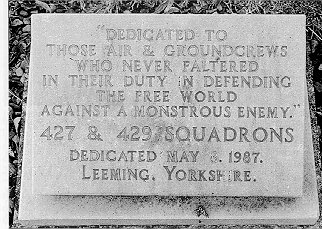 "DEDICATED TO
THOSE AIR & GROUNDCREWS
WHO NEVER FALTERED
IN THEIR DUTY IN DEFENDING
THE FREE WORLD
AGAINST A MONSTROUS ENEMY."
427 & 429 SQUADRONS
DEDICATED MAY 3. 1987.
LEEMING, YORKSHIRE.